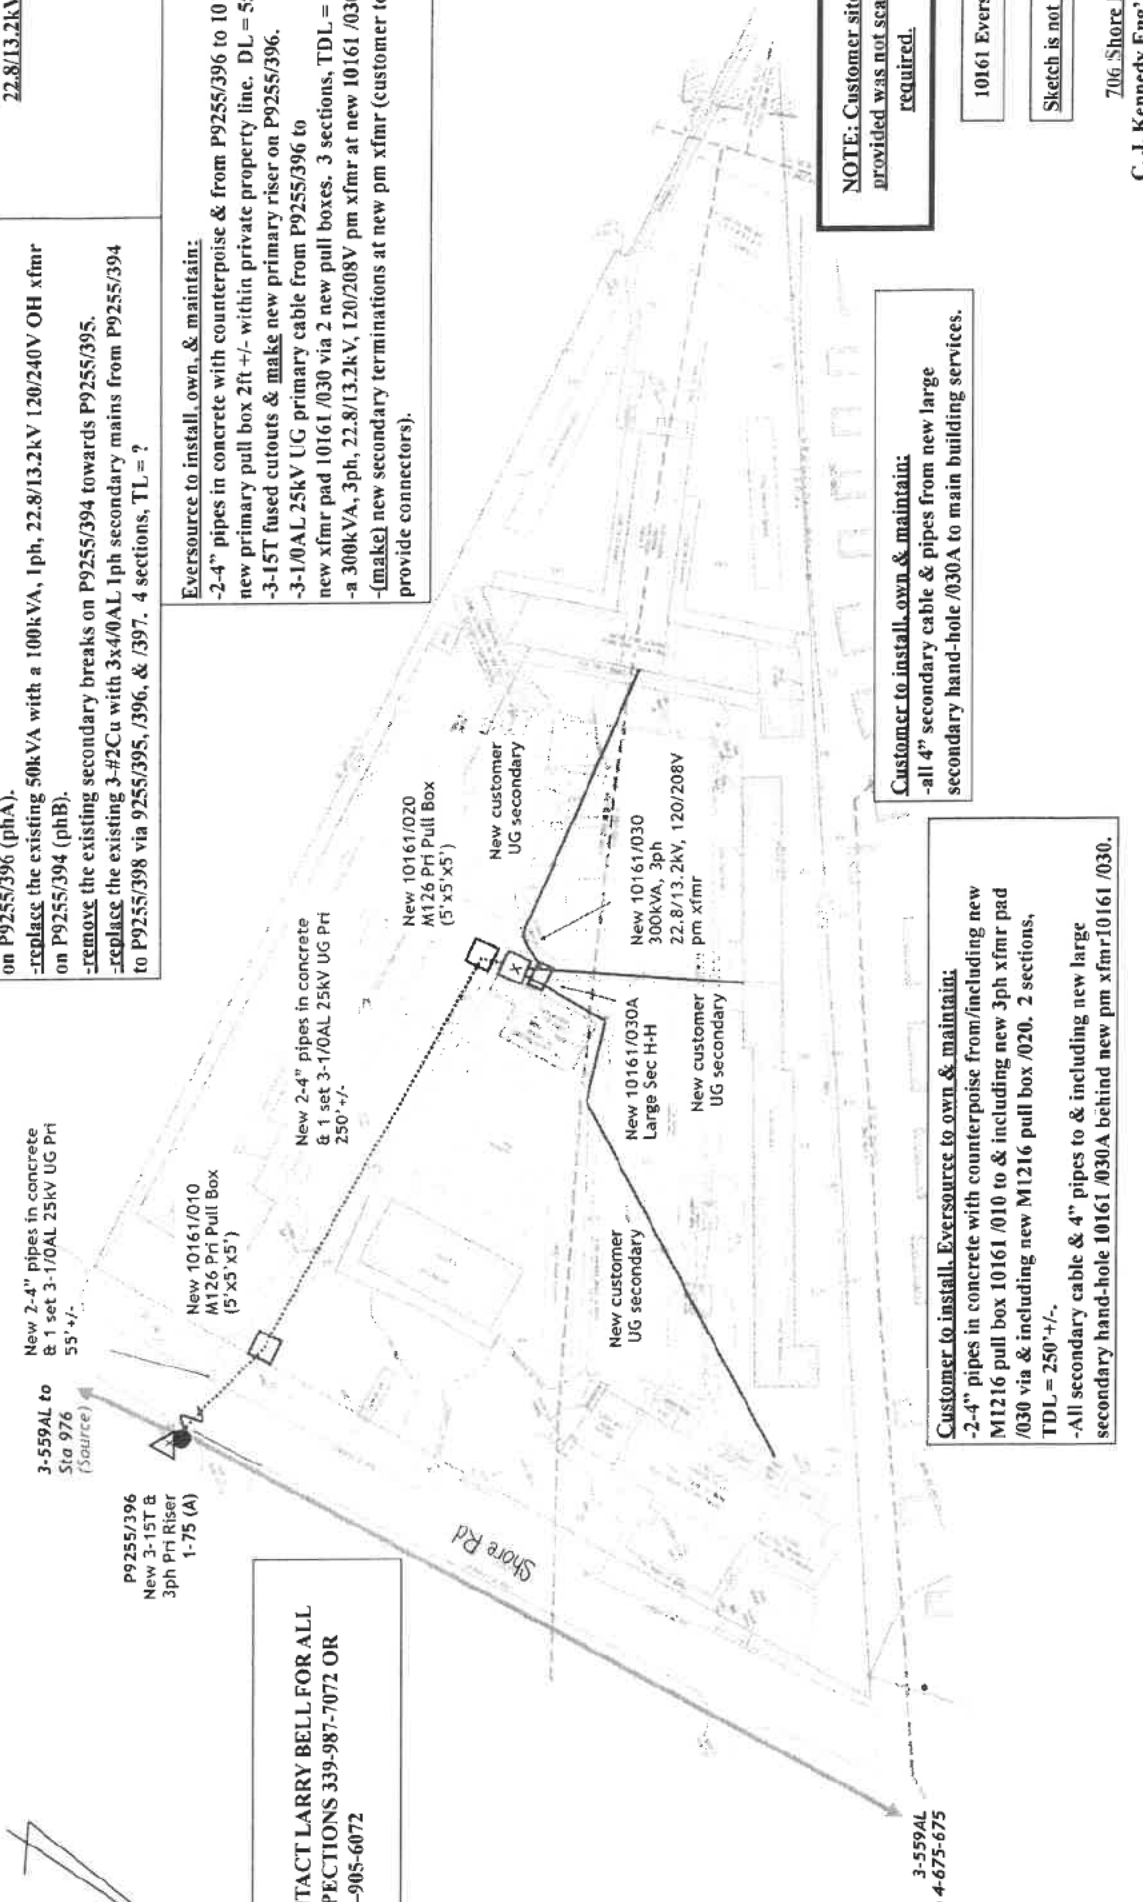 22.8/13.2kV
on P9255/396 (phA).
-replace the existing 50kVA with a 100kVA, 1ph, 22.8/13.2kV 120/240V OH xfmr
on P9255/394 (phB).
-remove the existing secondary breaks on P9255/394 towards P9255/395.
-replace the existing 3-#2Cu with 3x4/0AL 1ph secondary mains from P9255/394
to P9255/398 via 9255/395, /396, & /397. 4 sections, TL = ?
Eversource to install, own, & maintain:
-2-4" pipes in concrete with counterpoise & from P9255/396 to 10
new primary pull box 2ft +/- within private property line. DL = 5
-3-15T fused cutouts & make new primary riser on P9255/396.
-3-1/0AL 25kV UG primary cable from P9255/396 to
new xfmr pad 10161 /030 via 2 new pull boxes. 3 sections, TDL =
-a 300kVA, 3ph, 22.8/13.2kV, 120/208V pm xfmr at new 10161 /030
-(make) new secondary terminations at new pm xfmr (customer to
provide connectors).
New 2-4" pipes in concrete
& 1 set 3-1/0AL 25kV UG Pri
55'+/-
3-559AL to
Sta 976
(Source)
P9255/396
New 3-15T &
3ph Pri Riser
1-75 (A)
New 10161/010
M126 Pri Pull Box
(5'x5'x5')
New 2-4" pipes in concrete
& 1 set 3-1/0AL 25kV UG Pri
250'+/-
New 10161/020
M126 Pri Pull Box
(5'x5'x5')
New customer
UG secondary
X
New 10161/030
300kVA, 3ph
22.8/13.2kV, 120/208V
pm xfmr
New 10161/030A
Large Sec H-H
New customer
UG secondary
New customer
UG secondary
Shore Rd
TACT LARRY BELL FOR ALL
PECTIONS 339-987-7072 OR
-905-6072
3-559AL
4-675-675
NOTE: Customer site
provided was not sca
required.
10161 Evers
Sketch is not
706 Shore
C.J. Kennedy Eng'
Customer to install, own & maintain:
-all 4" secondary cable & pipes from new large
secondary hand-hole /030A to main building services.
Customer to install, Eversource to own & maintain:
-2-4" pipes in concrete with counterpoise from/including new
M1216 pull box 10161 /010 to & including new 3ph xfmr pad
/030 via & including new M1216 pull box /020. 2 sections,
TDL = 250'+/-.
-All secondary cable & 4" pipes to & including new large
secondary hand-hole 10161 /030A behind new pm xfmr10161 /030.